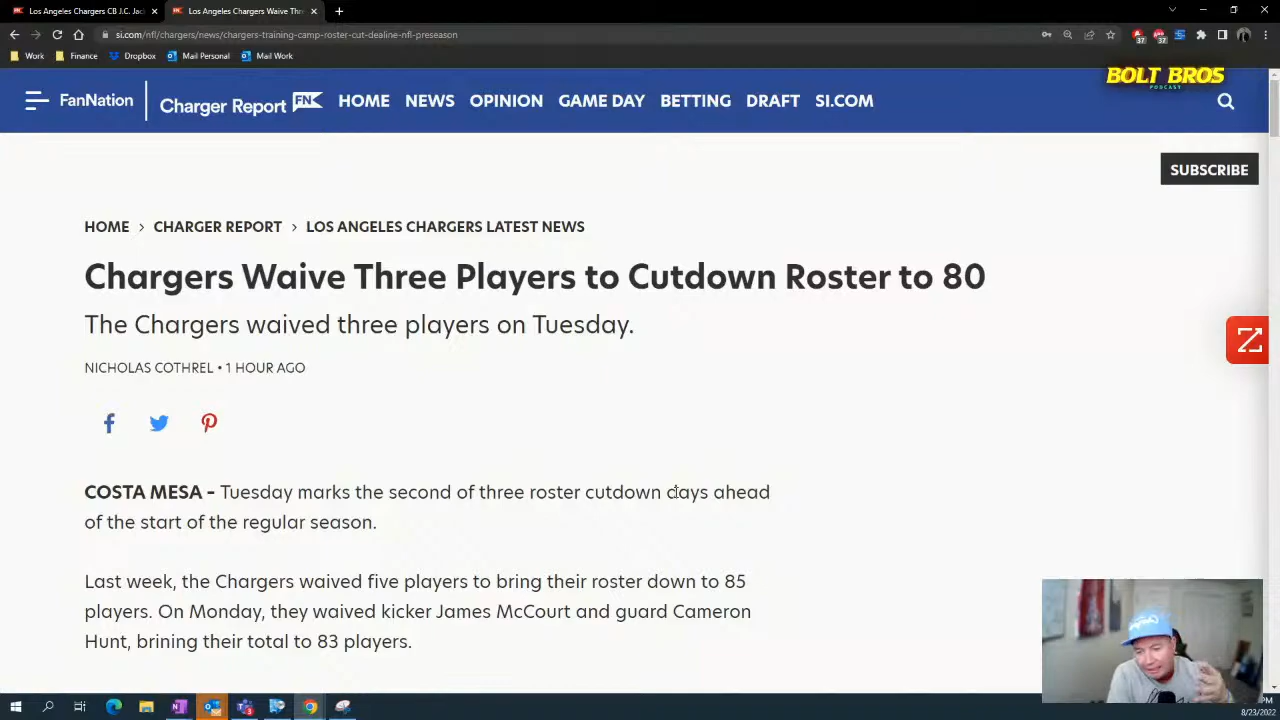 Los Angeles Chargers CB J.C. Jac
Los Angeles Chargers Waive Thre
si.com/nfl/chargers/news/chargers-training-camp-roster-cut-dealine-nfl-preseason
Work Finance Dropbox Mail Personal Mail Work
BOLT BROS
PODCAST
FanNation Charger Report FN HOME NEWS OPINION GAME DAY BETTING DRAFT SI.COM
SUBSCRIBE
HOME > CHARGER REPORT > LOS ANGELES CHARGERS LATEST NEWS
Chargers Waive Three Players to Cutdown Roster to 80
The Chargers waived three players on Tuesday.
NICHOLAS COTHREL • 1 HOUR AGO
COSTA MESA – Tuesday marks the second of three roster cutdown days ahead
of the start of the regular season.
Last week, the Chargers waived five players to bring their roster down to 85
players. On Monday, they waived kicker James McCourt and guard Cameron
Hunt, brining their total to 83 players.
PM
8/23/2022